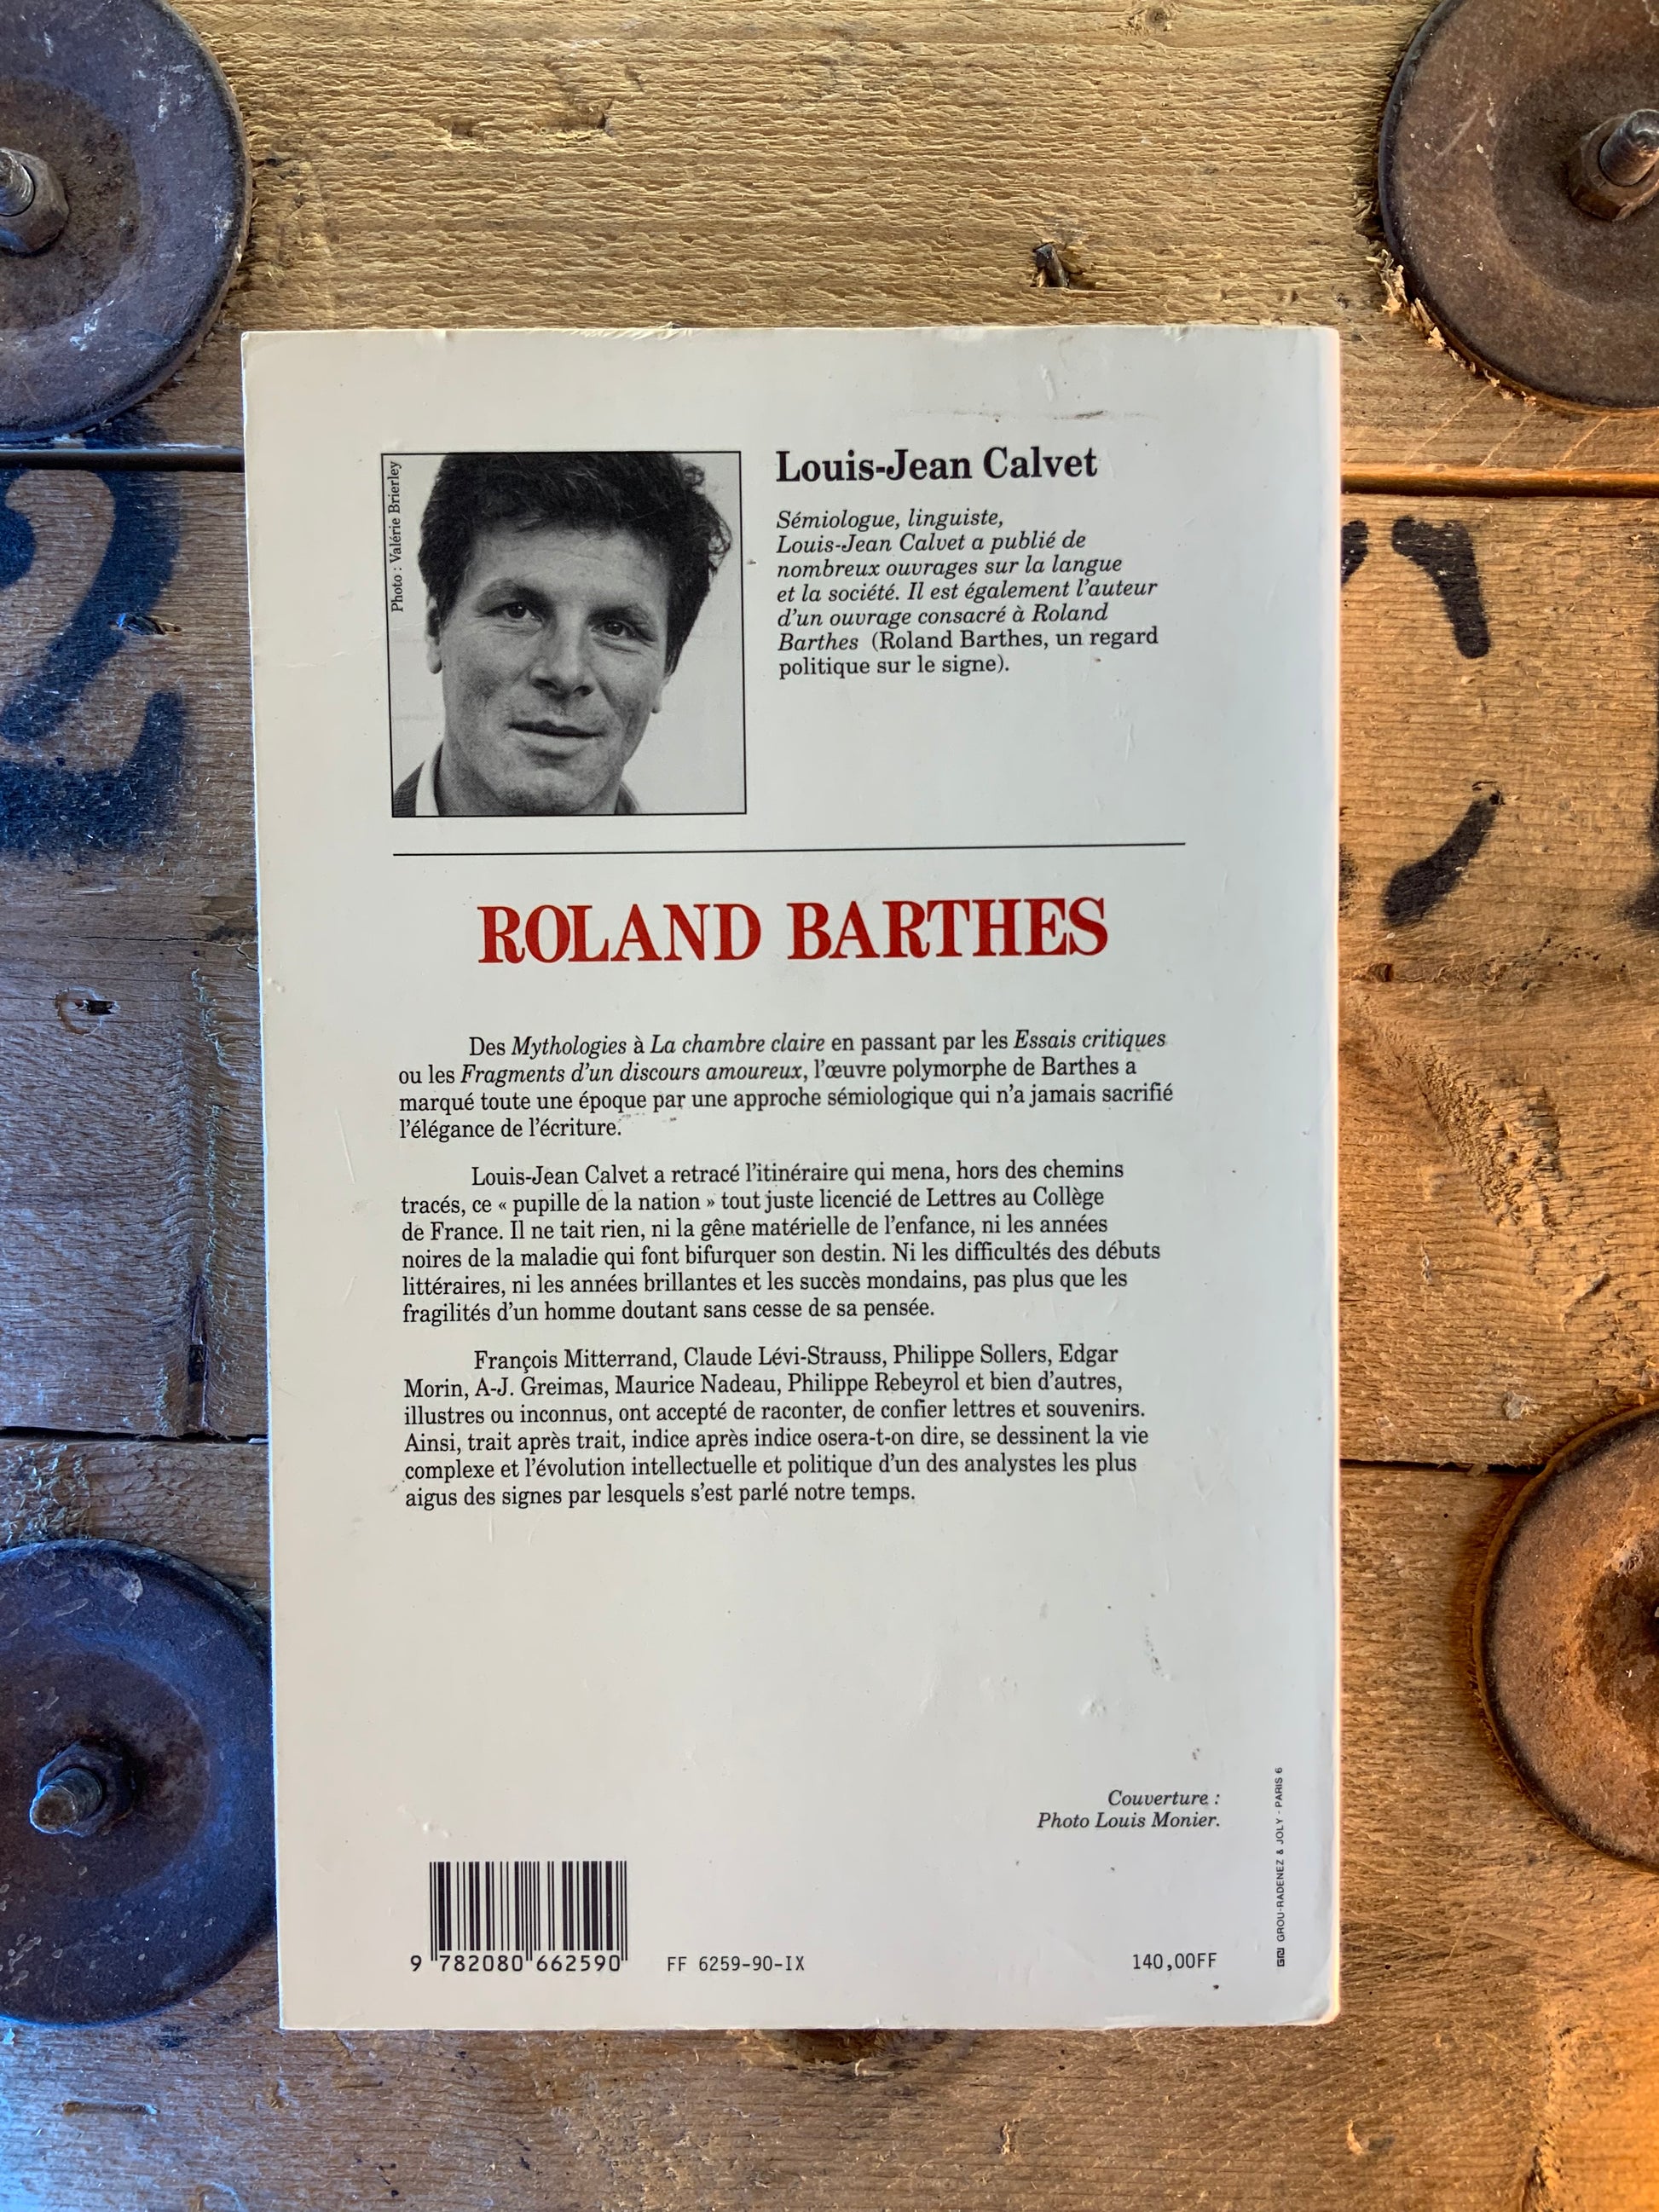 Photo : Valérie Brierley
Louis-Jean Calvet
Sémiologue, linguiste,
Louis-Jean Calvet a publié de
nombreux ouvrages sur la langue
et la société. Il est également l'auteur
d'un ouvrage consacré à Roland
Barthes (Roland Barthes, un regard
politique sur le signe).
ROLAND BARTHES
Des Mythologies à La chambre claire en passant par les Essais critiques
ou les Fragments d'un discours amoureux, l'œuvre polymorphe de Barthes a
marqué toute une époque par une approche sémiologique qui n'a jamais sacrifié
l'élégance de l'écriture.
Louis-Jean Calvet a retracé l'itinéraire qui mena, hors des chemins
tracés, ce « pupille de la nation » tout juste licencié de Lettres au Collège
de France. Il ne tait rien, ni la gêne matérielle de l'enfance, ni les années
noires de la maladie qui font bifurquer son destin. Ni les difficultés des débuts
littéraires, ni les années brillantes et les succès mondains, pas plus que les
fragilités d'un homme doutant sans cesse de sa pensée.
François Mitterrand, Claude Lévi-Strauss, Philippe Sollers, Edgar
Morin, A-J. Greimas, Maurice Nadeau, Philippe Rebeyrol et bien d'autres,
illustres ou inconnus, ont accepté de raconter, de confier lettres et souvenirs.
Ainsi, trait après trait, indice après indice osera-t-on dire, se dessinent la vie
complexe et l'évolution intellectuelle et politique d'un des analystes les plus
aigus des signes par lesquels s'est parlé notre temps.
Couverture :
Photo Louis Monier.
GROU-RADENEZ & JOLY - PARIS 6
9 782080 662590
FF 6259-90-IX
140,00FF
2